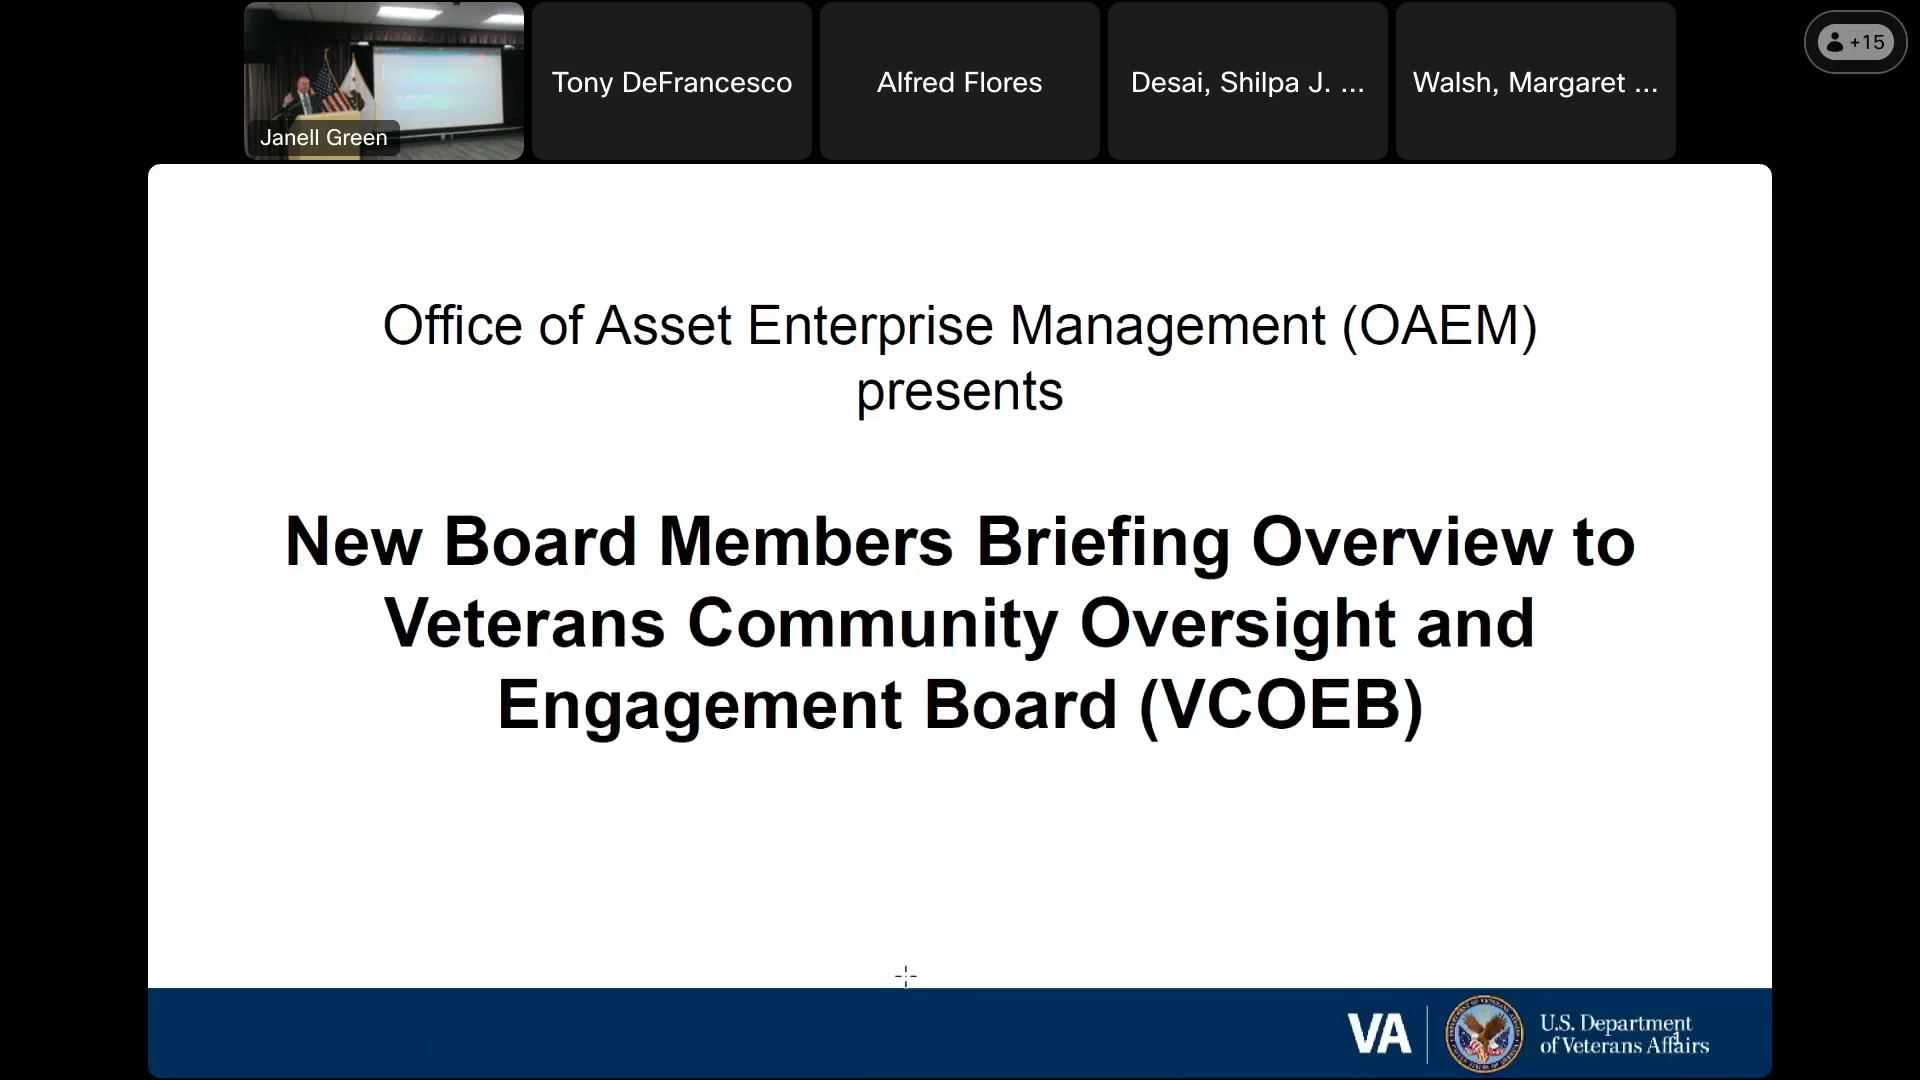 Janell Green
Tony DeFrancesco
Alfred Flores
Desai, Shilpa J. ...
Walsh, Margaret ...
+15
Office of Asset Enterprise Management (OAEM)
presents
New Board Members Briefing Overview to
Veterans Community Oversight and
Engagement Board (VCOEB)
VA
U.S. Department
of Veterans Affairs
1